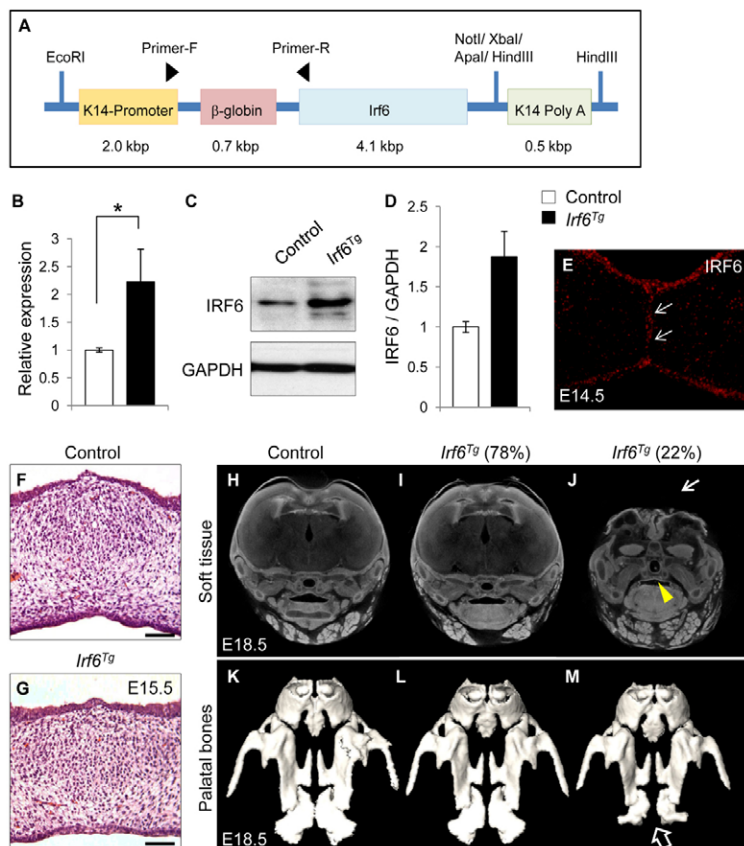 A
EcoRI
Primer-F
Primer-R
NotI/ XbaI/
ApaI/ HindIII
HindIII
K14-Promoter
β-globin
Irf6
K14 Poly A
2.0 kbp
0.7 kbp
4.1 kbp
0.5 kbp
B
*
Relative expression
3
2.5
2
1.5
1
0.5
0
C
Control
Irf6Tg
IRF6
GAPDH
D
Control
Irf6Tg
IRF6 / GAPDH
2.5
2
1.5
1
0.5
0
E
IRF6
E14.5
Control
F
Irf6Tg
G
E15.5
Control
Irf6Tg (78%)
Irf6Tg (22%)
Soft tissue
H
I
J
E18.5
Palatal bones
K
L
M
E18.5